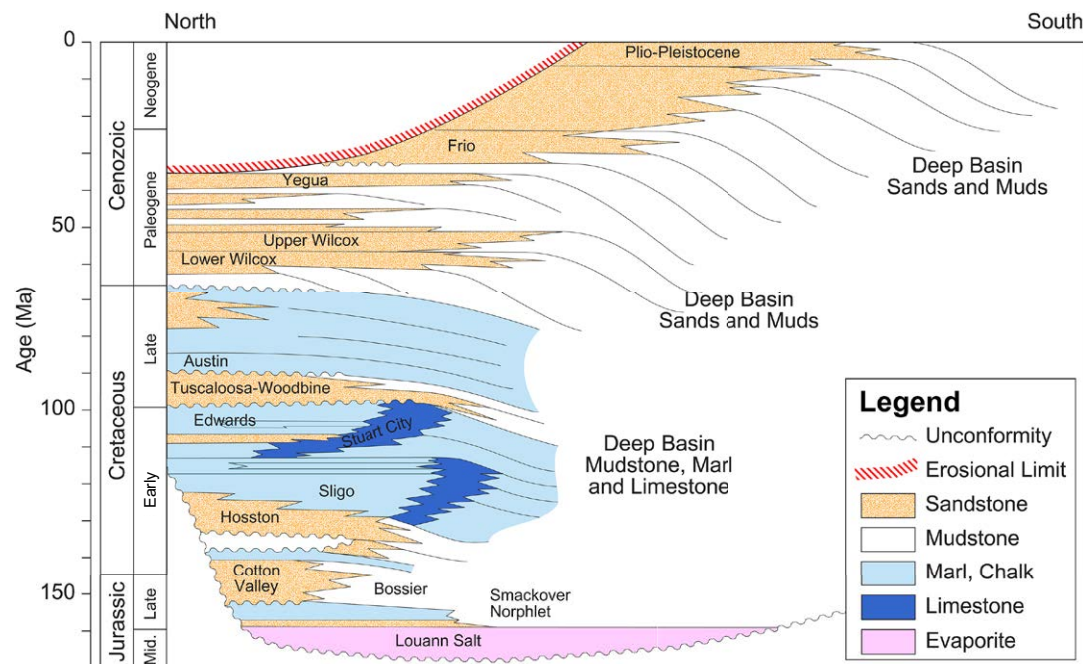 North
South
0
50
100
150
Age (Ma)
Cenozoic
Cretaceous
Jurassic
Neogene
Paleogene
Late
Early
Late
Mid.
Plio-Pleistocene
Frio
Yegua
Upper Wilcox
Lower Wilcox
Austin
Tuscaloosa-Woodbine
Edwards
Stuart City
Sligo
Hosston
Cotton
Valley
Bossier
Smackover
Norphlet
Louann Salt
Deep Basin
Sands and Muds
Deep Basin
Sands and Muds
Deep Basin
Mudstone, Marl
and Limestone
Legend
Unconformity
Erosional Limit
Sandstone
Mudstone
Marl, Chalk
Limestone
Evaporite